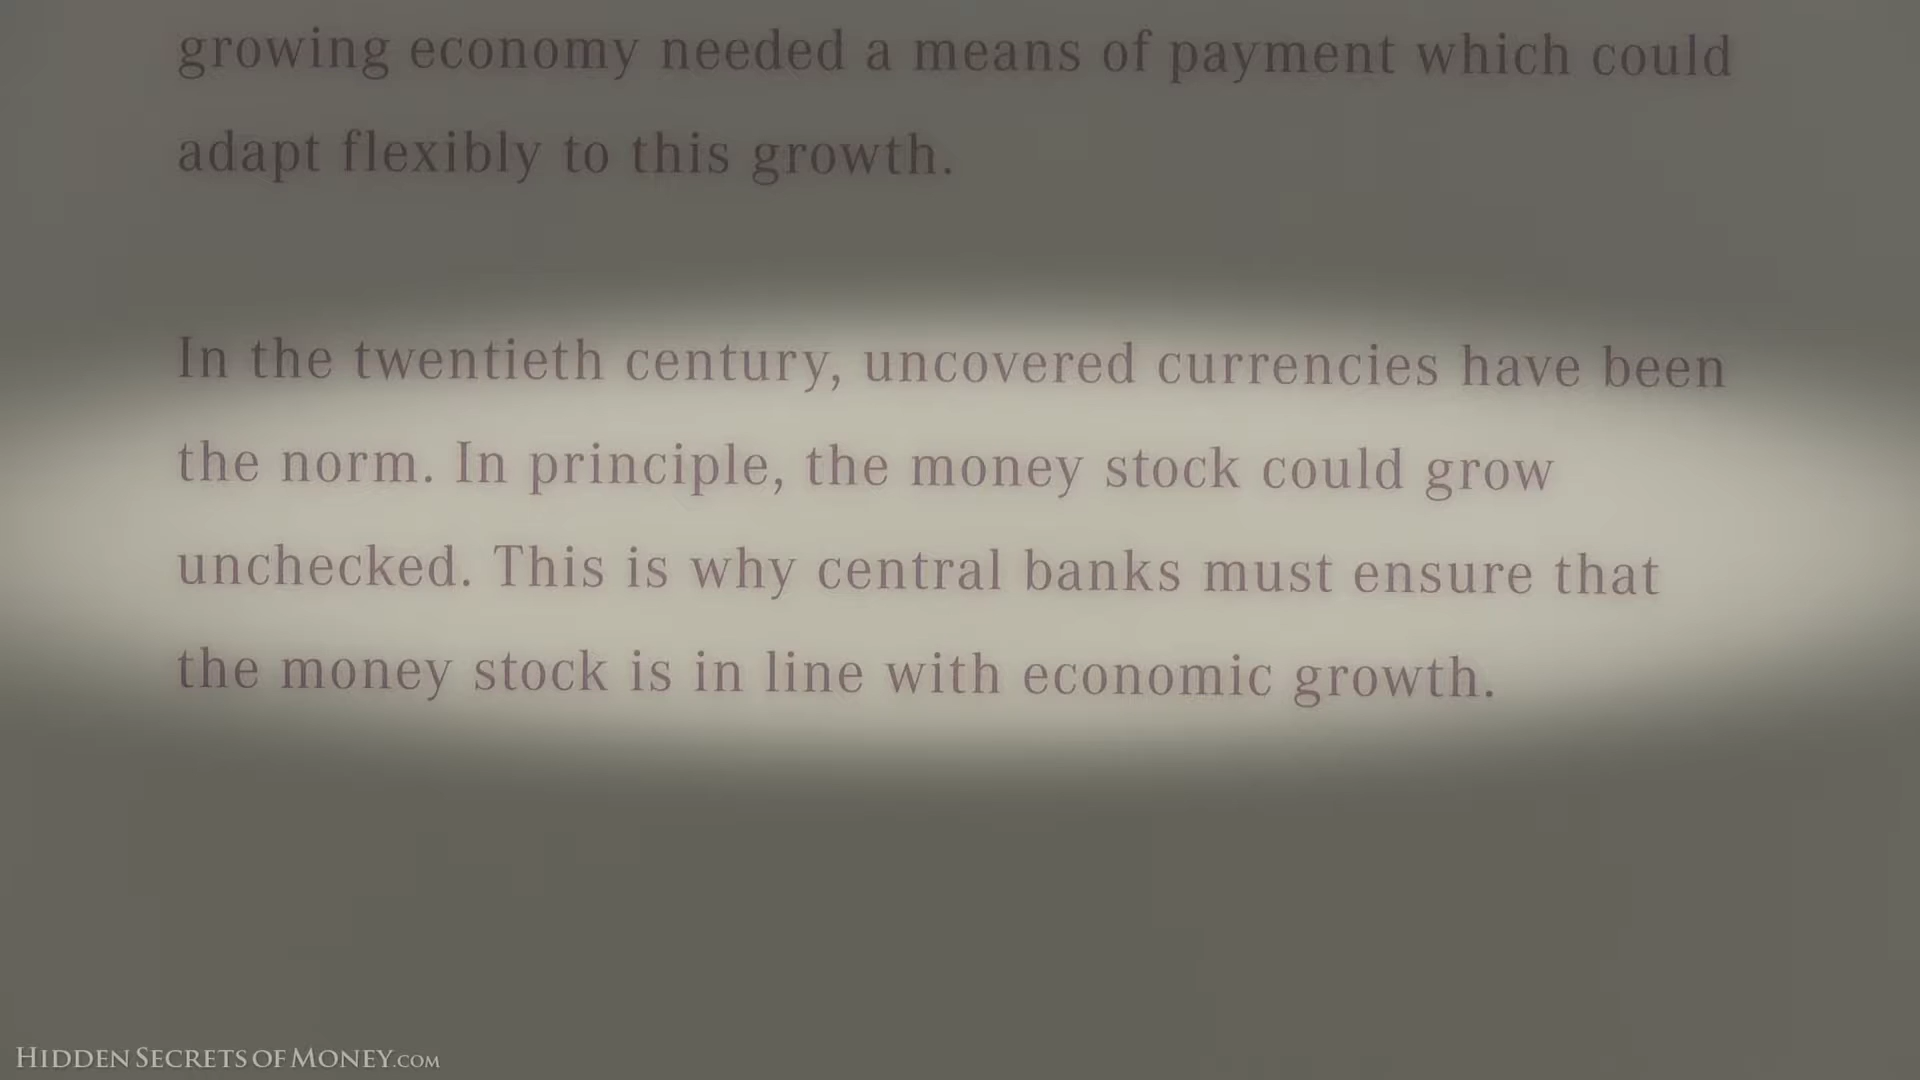 growing economy needed a means of payment which could
adapt flexibly to this growth.
In the twentieth century, uncovered currencies have been
the norm. In principle, the money stock could grow
unchecked. This is why central banks must ensure that
the money stock is in line with economic growth.
HIDDEN SECRETS OF MONEY.COM